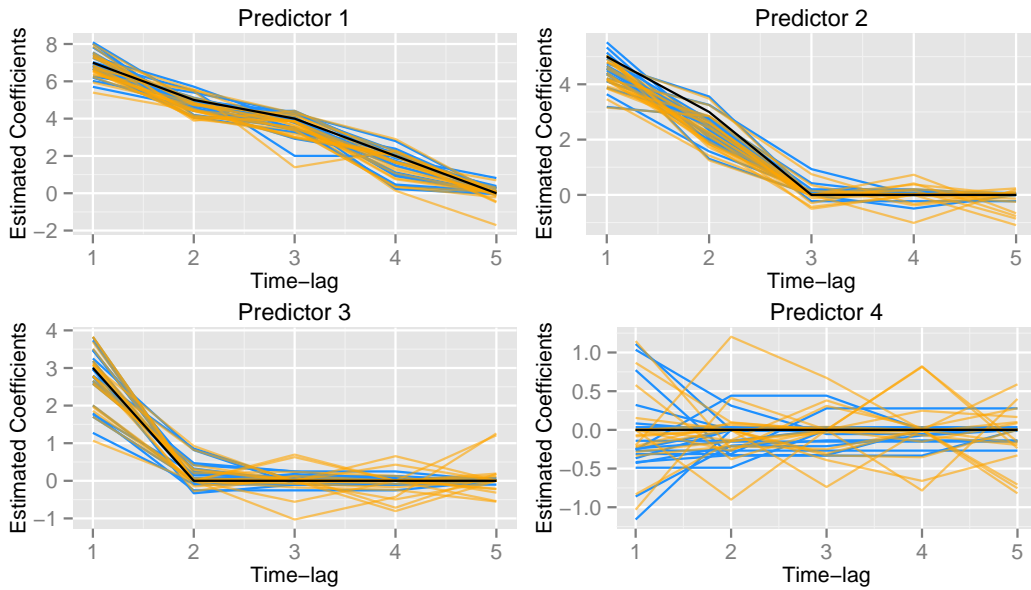 Predictor 1
Estimated Coefficients
8
6
4
2
0
−2
1 2 3 4 5
Time−lag
Predictor 2
Estimated Coefficients
4
2
0
1 2 3 4 5
Time−lag
Predictor 3
Estimated Coefficients
4
3
2
1
0
−1
1 2 3 4 5
Time−lag
Predictor 4
Estimated Coefficients
1.0
0.5
0.0
−0.5
−1.0
1 2 3 4 5
Time−lag